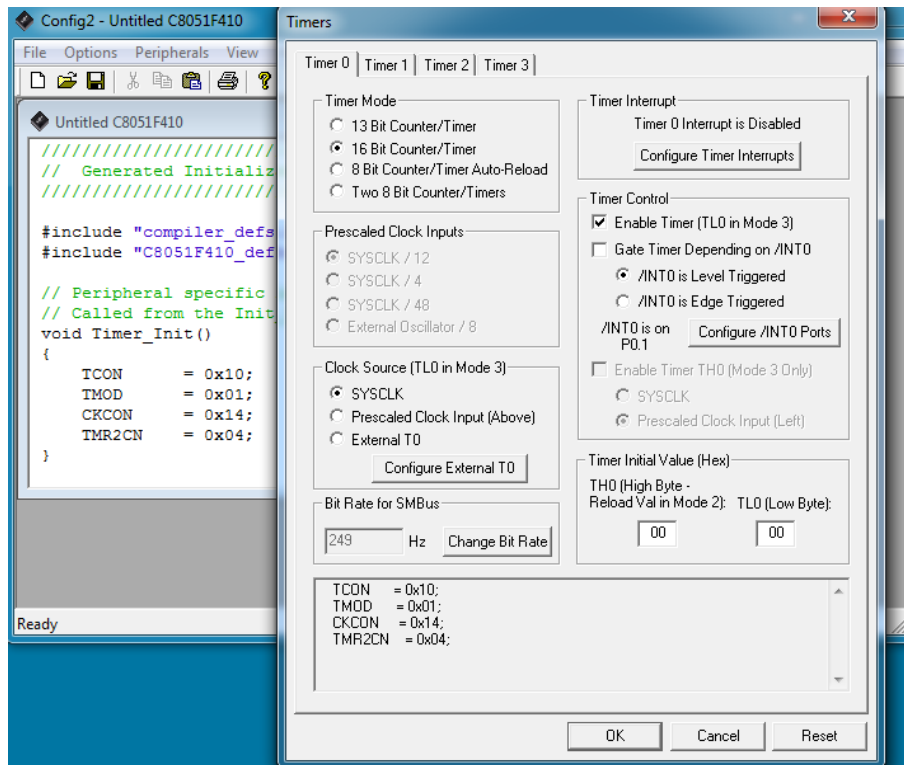 Config2 - Untitled C8051F410
File Options Peripherals View
Untitled C8051F410
/////////////////////////
// Generated Initializ
/////////////////////////
#include "compiler_defs
#include "C8051F410_def
// Peripheral specific
// Called from the Init_
void Timer_Init()
{
TCON = 0x10;
TMOD = 0x01;
CKCON = 0x14;
TMR2CN = 0x04;
}
Ready
Timers
Timer 0
Timer 1
Timer 2
Timer 3
Timer Mode
13 Bit Counter/Timer
16 Bit Counter/Timer
8 Bit Counter/Timer Auto-Reload
Two 8 Bit Counter/Timers
Prescaled Clock Inputs
SYSCLK / 12
SYSCLK / 4
SYSCLK / 48
External Oscillator / 8
Clock Source (TL0 in Mode 3)
SYSCLK
Prescaled Clock Input (Above)
External T0
Configure External T0
Bit Rate for SMBus
249 Hz Change Bit Rate
Timer Interrupt
Timer 0 Interrupt is Disabled
Configure Timer Interrupts
Timer Control
Enable Timer (TL0 in Mode 3)
Gate Timer Depending on /INT0
/INT0 is Level Triggered
/INT0 is Edge Triggered
/INT0 is on
P0.1
Configure /INT0 Ports
Enable Timer TH0 (Mode 3 Only)
SYSCLK
Prescaled Clock Input (Left)
Timer Initial Value (Hex)
TH0 (High Byte -
Reload Val in Mode 2): TL0 (Low Byte):
00 00
TCON = 0x10;
TMOD = 0x01;
CKCON = 0x14;
TMR2CN = 0x04;
OK Cancel Reset